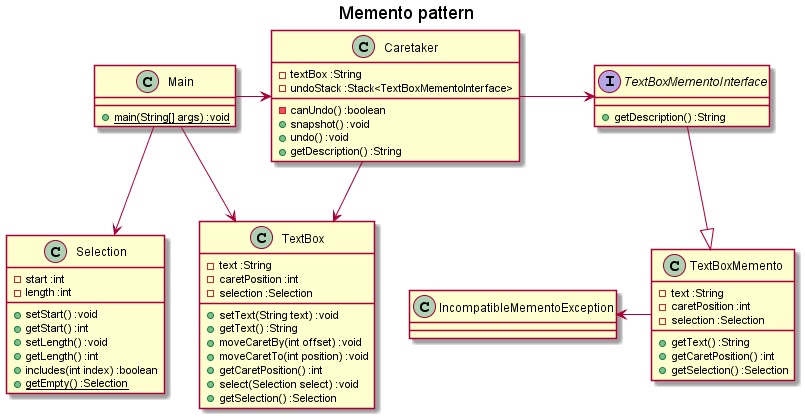 Memento pattern
C Main
main(String[] args) : void
C Caretaker
textBox : String
undoStack : Stack<TextBoxMementoInterface>
canUndo() : boolean
snapshot() : void
undo() : void
getDescription() : String
I TextBoxMementoInterface
getDescription() : String
C Selection
start : int
length : int
setStart() : void
getStart() : int
setLength() : void
getLength() : int
includes(int index) : boolean
getEmpty() : Selection
C TextBox
text : String
caretPosition : int
selection : Selection
setText(String text) : void
getText() : String
moveCaretBy(int offset) : void
moveCaretTo(int position) : void
getCaretPosition() : int
select(Selection select) : void
getSelection() : Selection
C IncompatibleMementoException
C TextBoxMemento
text : String
caretPosition : int
selection : Selection
getText() : String
getCaretPosition() : int
getSelection() : Selection